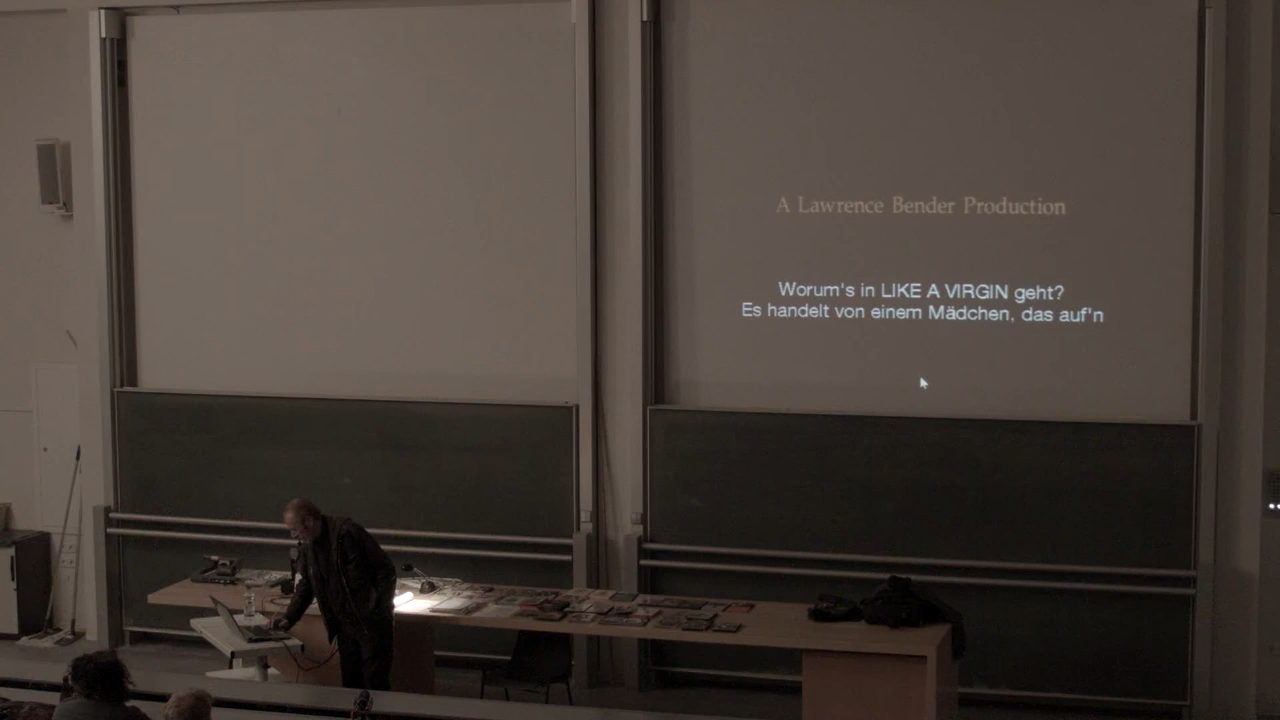 A Lawrence Bender Production
Worum's in LIKE A VIRGIN geht?
Es handelt von einem Mädchen, das auf'n